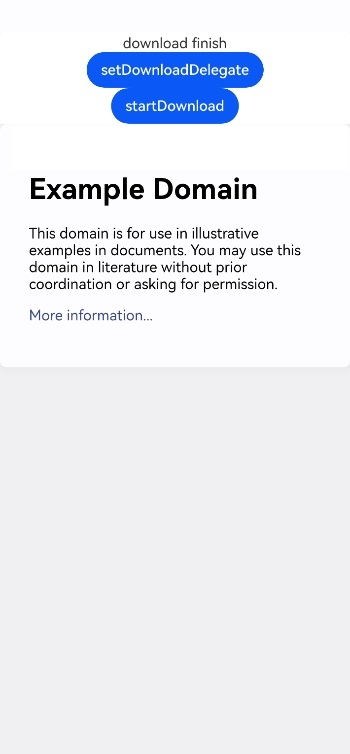 download finish
setDownloadDelegate
startDownload
Example Domain
This domain is for use in illustrative
examples in documents. You may use this
domain in literature without prior
coordination or asking for permission.
More information...